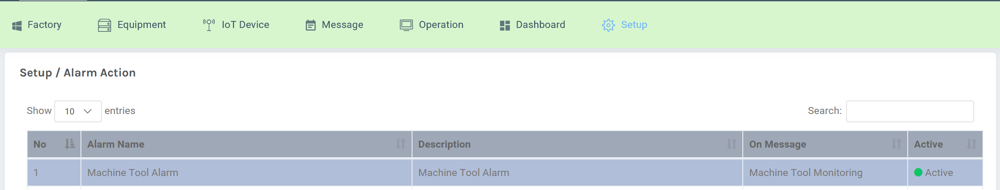 Factory Equipment IoT Device Message Operation Dashboard Setup
Setup / Alarm Action
Show 10 entries Search:
No Alarm Name Description On Message Active
1 Machine Tool Alarm Machine Tool Alarm Machine Tool Monitoring Active